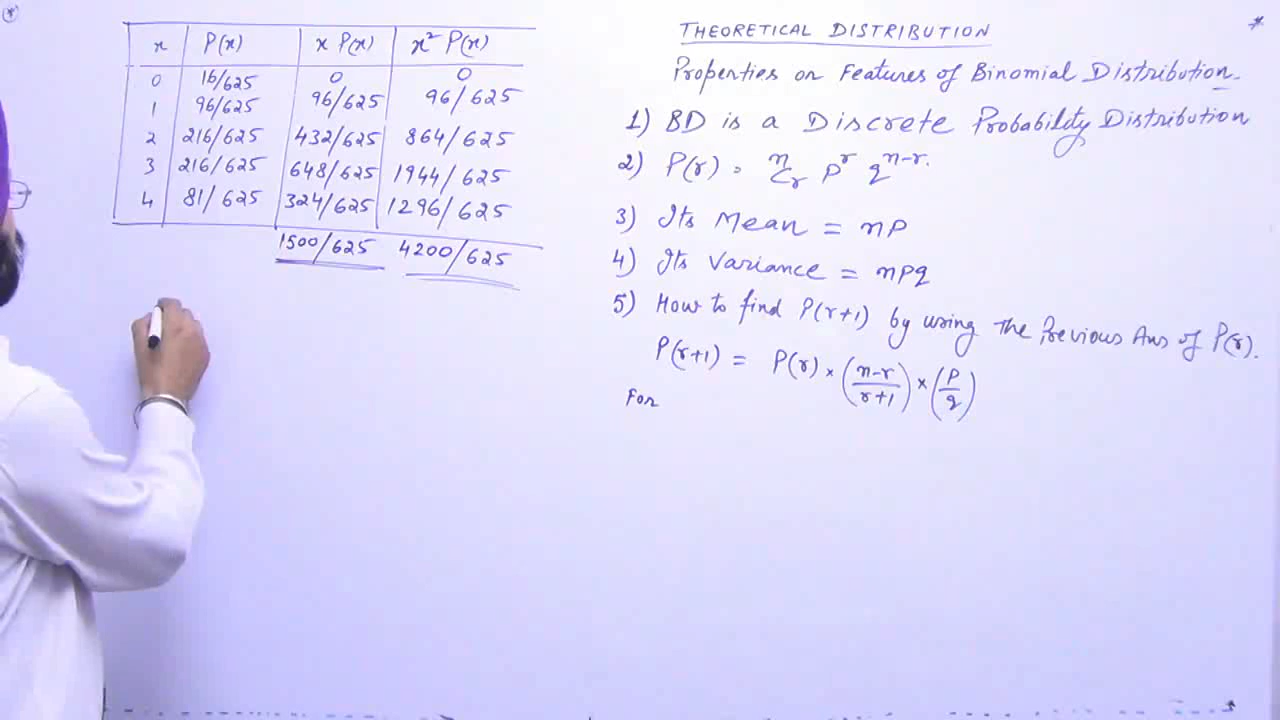 x P(x) x P(x) x² P(x)
0 16/625 0 0
1 96/625 96/625 96/625
2 216/625 432/625 864/625
3 216/625 648/625 1944/625
4 81/625 324/625 1296/625
1500/625 4200/625
THEORETICAL DISTRIBUTION
Properties or Features of Binomial Distribution
1) BD is a Discrete Probability Distribution
2) P(r) = ⁿCᵣ pʳ qⁿ⁻ʳ.
3) Its Mean = nP
4) Its Variance = nPq
5) How to find P(r+1) by using the Previous Ans of P(r).
P(r+1) = P(r) × (n-r/r+1) × (P/q)
For